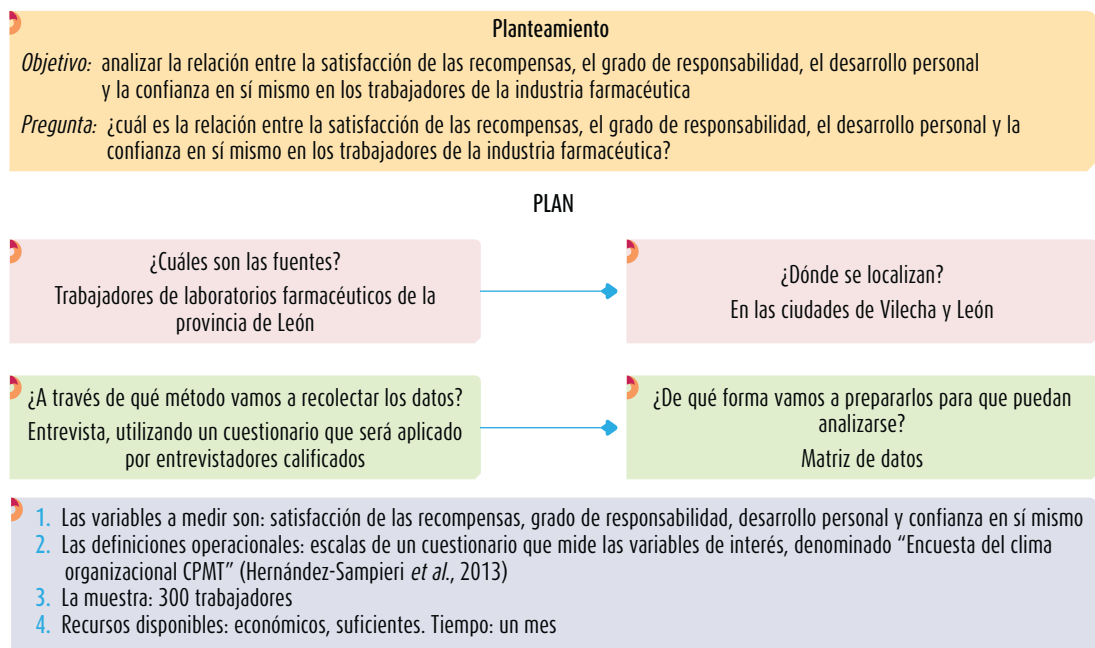 Planteamiento
Objetivo: analizar la relación entre la satisfacción de las recompensas, el grado de responsabilidad, el desarrollo personal
y la confianza en sí mismo en los trabajadores de la industria farmacéutica
Pregunta: ¿cuál es la relación entre la satisfacción de las recompensas, el grado de responsabilidad, el desarrollo personal y la
confianza en sí mismo en los trabajadores de la industria farmacéutica?
PLAN
¿Cuáles son las fuentes?
Trabajadores de laboratorios farmacéuticos de la
provincia de León
¿Dónde se localizan?
En las ciudades de Vilecha y León
¿A través de qué método vamos a recolectar los datos?
Entrevista, utilizando un cuestionario que será aplicado
por entrevistadores calificados
¿De qué forma vamos a prepararlos para que puedan
analizarse?
Matriz de datos
1. Las variables a medir son: satisfacción de las recompensas, grado de responsabilidad, desarrollo personal y confianza en sí mismo
2. Las definiciones operacionales: escalas de un cuestionario que mide las variables de interés, denominado “Encuesta del clima
organizacional CPMT” (Hernández-Sampieri et al., 2013)
3. La muestra: 300 trabajadores
4. Recursos disponibles: económicos, suficientes. Tiempo: un mes